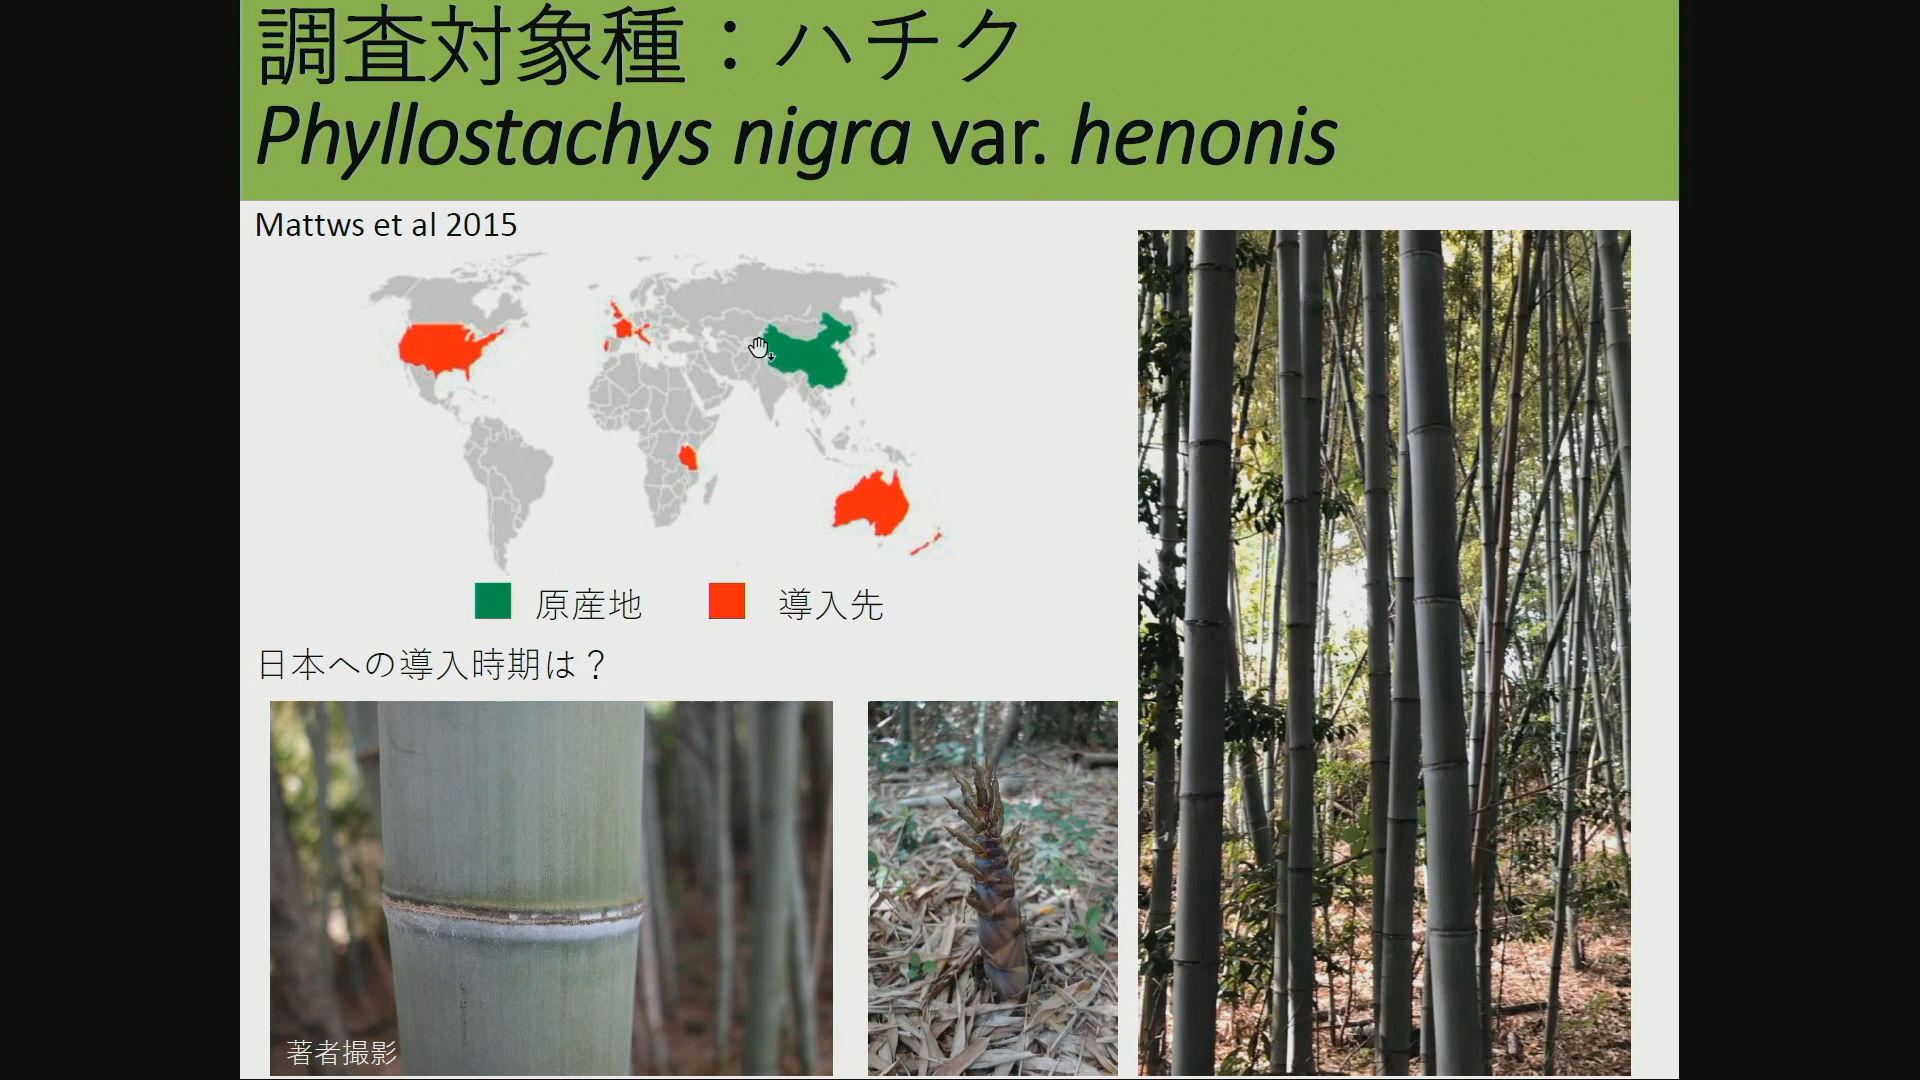 調査対象種：ハチク
Phyllostachys nigra var. henonis
Mattws et al 2015
原産地 導入先
日本への導入時期は？
著者撮影